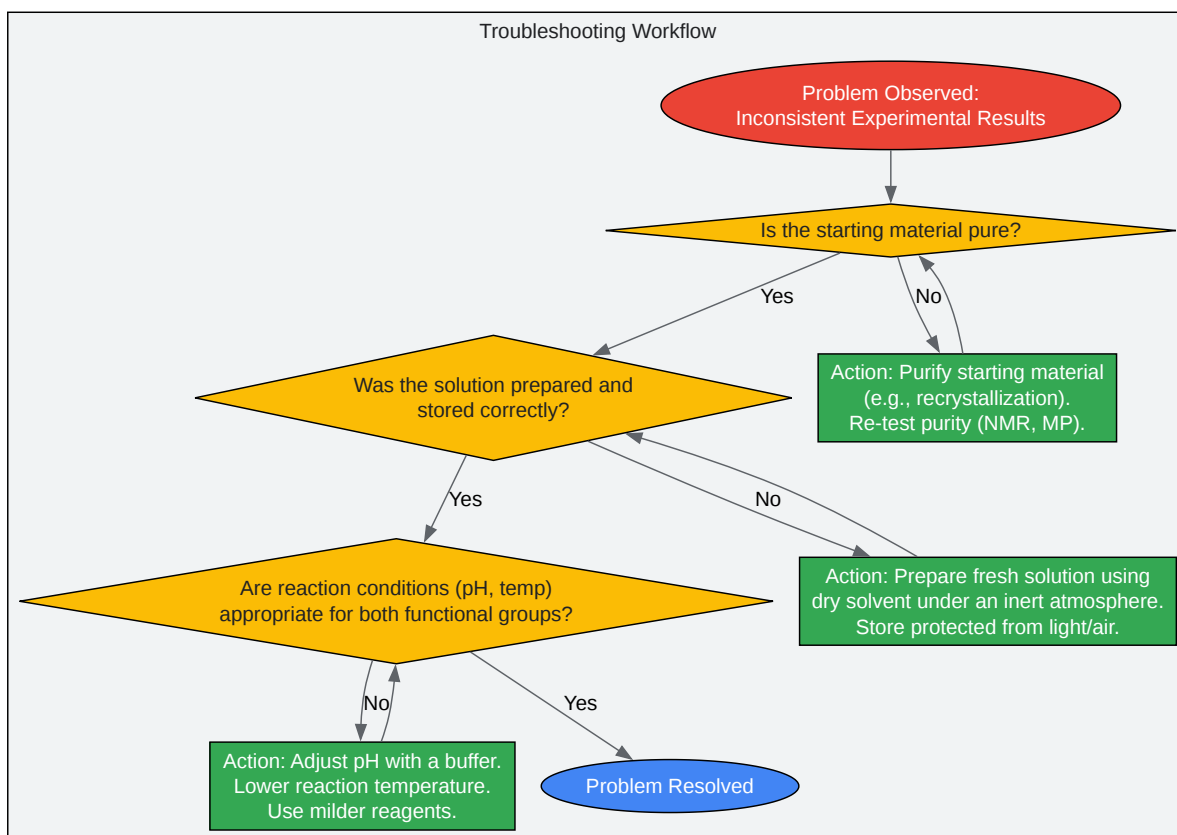 Troubleshooting Workflow
Problem Observed:
Inconsistent Experimental Results
Is the starting material pure?
Yes
No
Was the solution prepared and
stored correctly?
Action: Purify starting material
(e.g., recrystallization).
Re-test purity (NMR, MP).
Yes
No
Are reaction conditions (pH, temp)
appropriate for both functional groups?
Action: Prepare fresh solution using
dry solvent under an inert atmosphere.
Store protected from light/air.
No
Yes
Action: Adjust pH with a buffer.
Lower reaction temperature.
Use milder reagents.
Problem Resolved